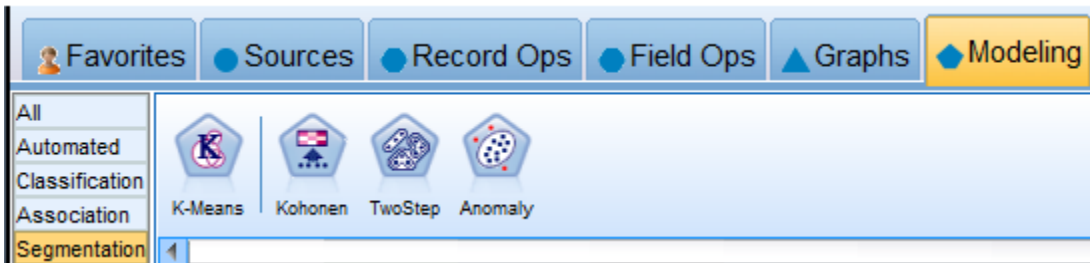 Favorites Sources Record Ops Field Ops Graphs Modeling
All
Automated
Classification
Association
Segmentation
K
K-Means Kohonen TwoStep Anomaly